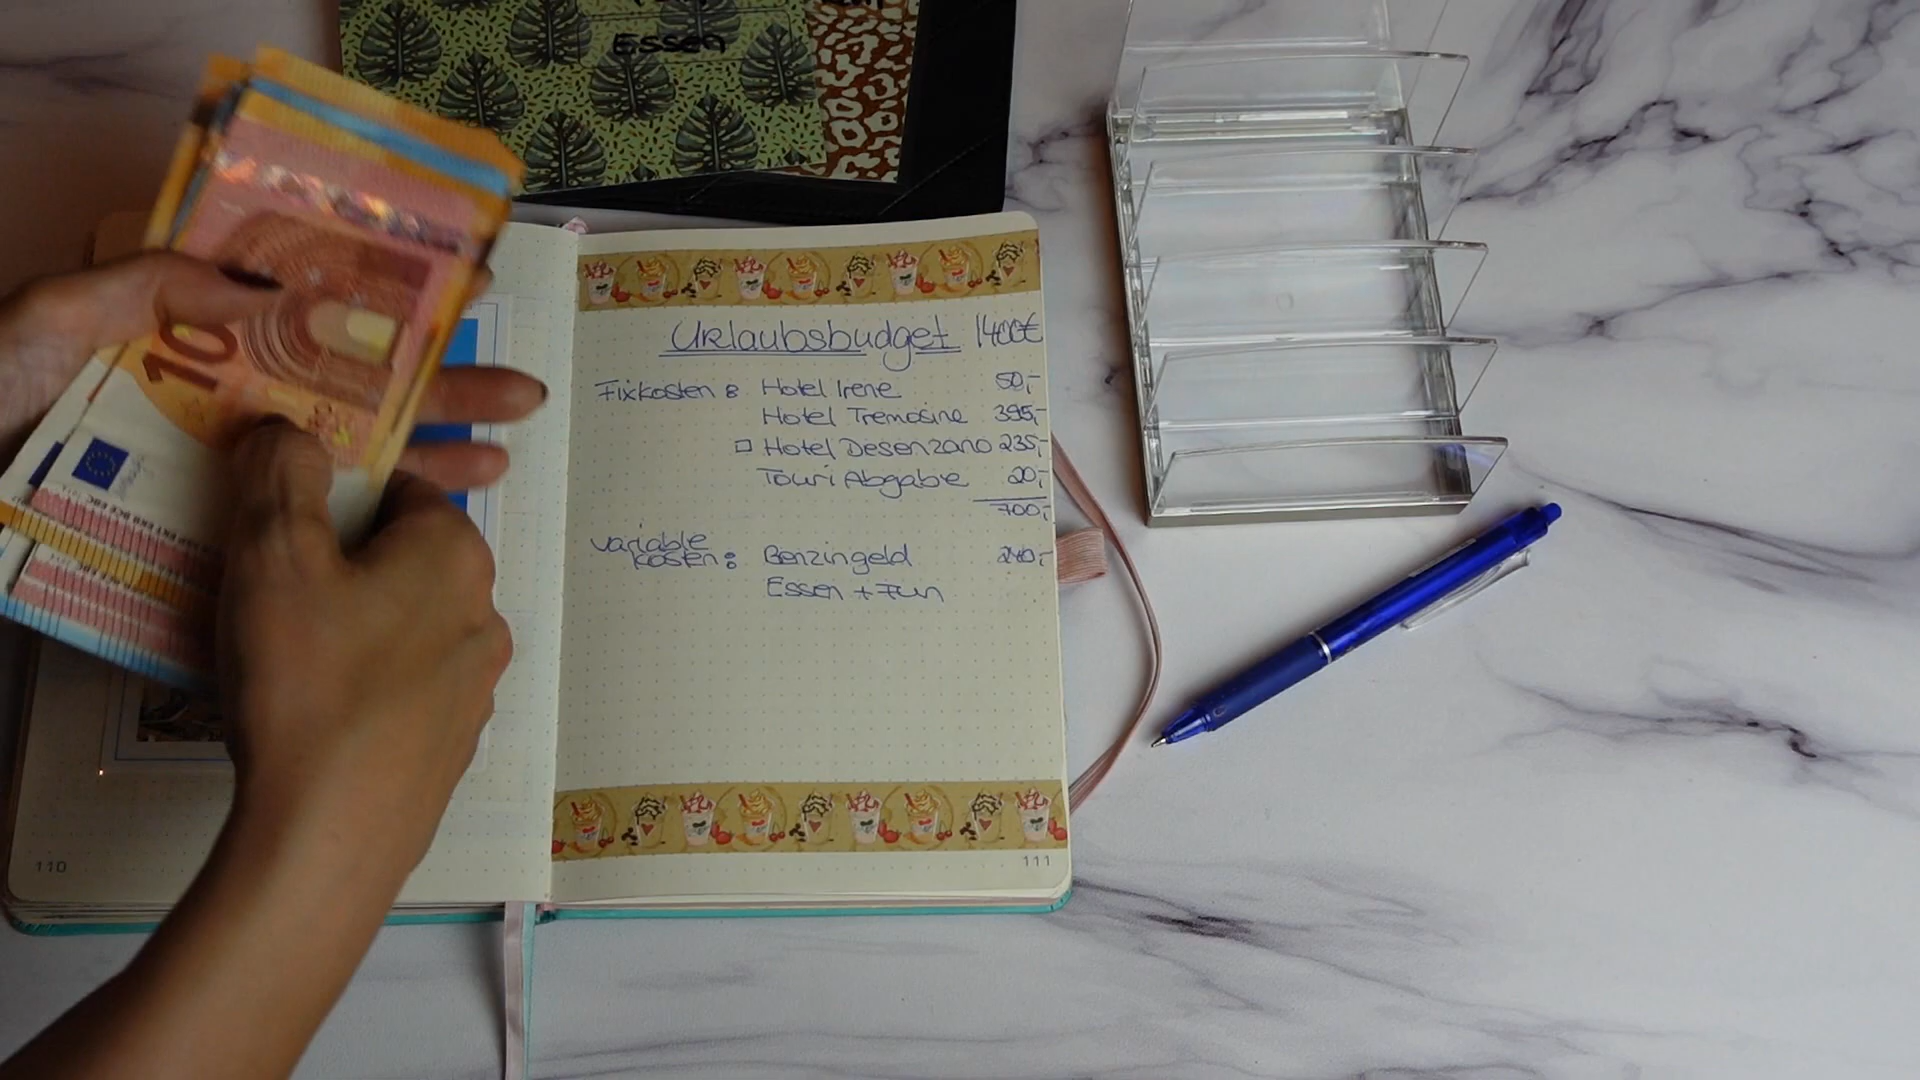 Essen
10
Urlaubsbudget 1400€
Fixkosten: Hotel Irene 50,-
Hotel Tremosine 395,-
Hotel Desenzano 235,-
Touri Abgabe 20,-
700,-
variable
Kosten: Benzingeld 240,-
Essen + Fun
110
111